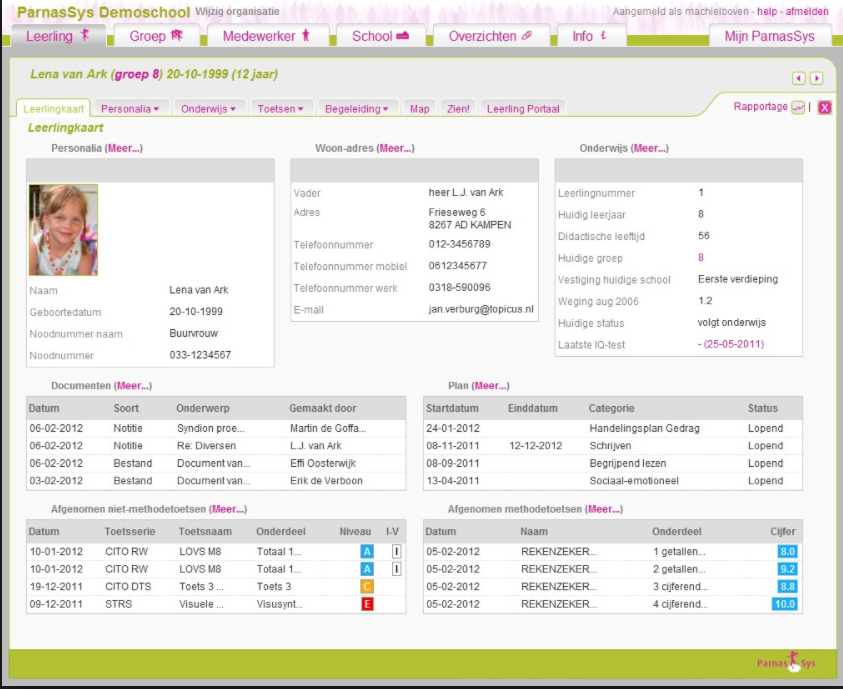 ParnasSys Demoschool Wijzig organisatie
Aangemeld als machielboven - help - afmelden
Leerling Groep Medewerker School Overzichten Info Mijn ParnasSys
Lena van Ark (groep 8) 20-10-1999 (12 jaar)
Leerlingkaart Personalia Onderwijs Toetsen Begeleiding Map Zien! Leerling Portaal
Rapportage | X
Leerlingkaart
Personalia (Meer...)
Naam Lena van Ark
Geboortedatum 20-10-1999
Noodnummer naam Buurvrouw
Noodnummer 033-1234567
Woon-adres (Meer...)
Vader heer L.J. van Ark
Adres Frieseweg 6
8267 AD KAMPEN
Telefoonnummer 012-3456789
Telefoonnummer mobiel 0612345677
Telefoonnummer werk 0318-590096
E-mail jan.verburg@topicus.nl
Onderwijs (Meer...)
Leerlingnummer 1
Huidig leerjaar 8
Didactische leeftijd 56
Huidige groep 8
Vestiging huidige school Eerste verdieping
Weging aug 2006 1.2
Huidige status volgt onderwijs
Laatste IQ-test - (25-05-2011)
Documenten (Meer...)
Datum Soort Onderwerp Gemaakt door
06-02-2012 Notitie Syndion proe... Martin de Goffa...
06-02-2012 Notitie Re: Diversen L.J. van Ark
06-02-2012 Bestand Document van... Effi Oosterwijk
03-02-2012 Bestand Document van... Erik de Verboon
Plan (Meer...)
Startdatum Einddatum Categorie Status
24-01-2012 Handelingsplan Gedrag Lopend
08-11-2011 12-12-2012 Schrijven Lopend
08-09-2011 Begrijpend lezen Lopend
13-04-2011 Sociaal-emotioneel Lopend
Afgenomen niet-methodetoetsen (Meer...)
Datum Toetsserie Toetsnaam Onderdeel Niveau I-V
10-01-2012 CITO RW LOVS M8 Totaal 1... A I
10-01-2012 CITO RW LOVS M8 Totaal 1... A I
19-12-2011 CITO DTS Toets 3 ... Toets 3 C
09-12-2011 STRS Visuele ... Visusynt... E
Afgenomen methodetoetsen (Meer...)
Datum Naam Onderdeel Cijfer
05-02-2012 REKENZEKER... 1 getallen... 8.0
05-02-2012 REKENZEKER... 2 getallen... 9.2
05-02-2012 REKENZEKER... 3 cijferend... 8.8
05-02-2012 REKENZEKER... 4 cijferend... 10.0
ParnasSys